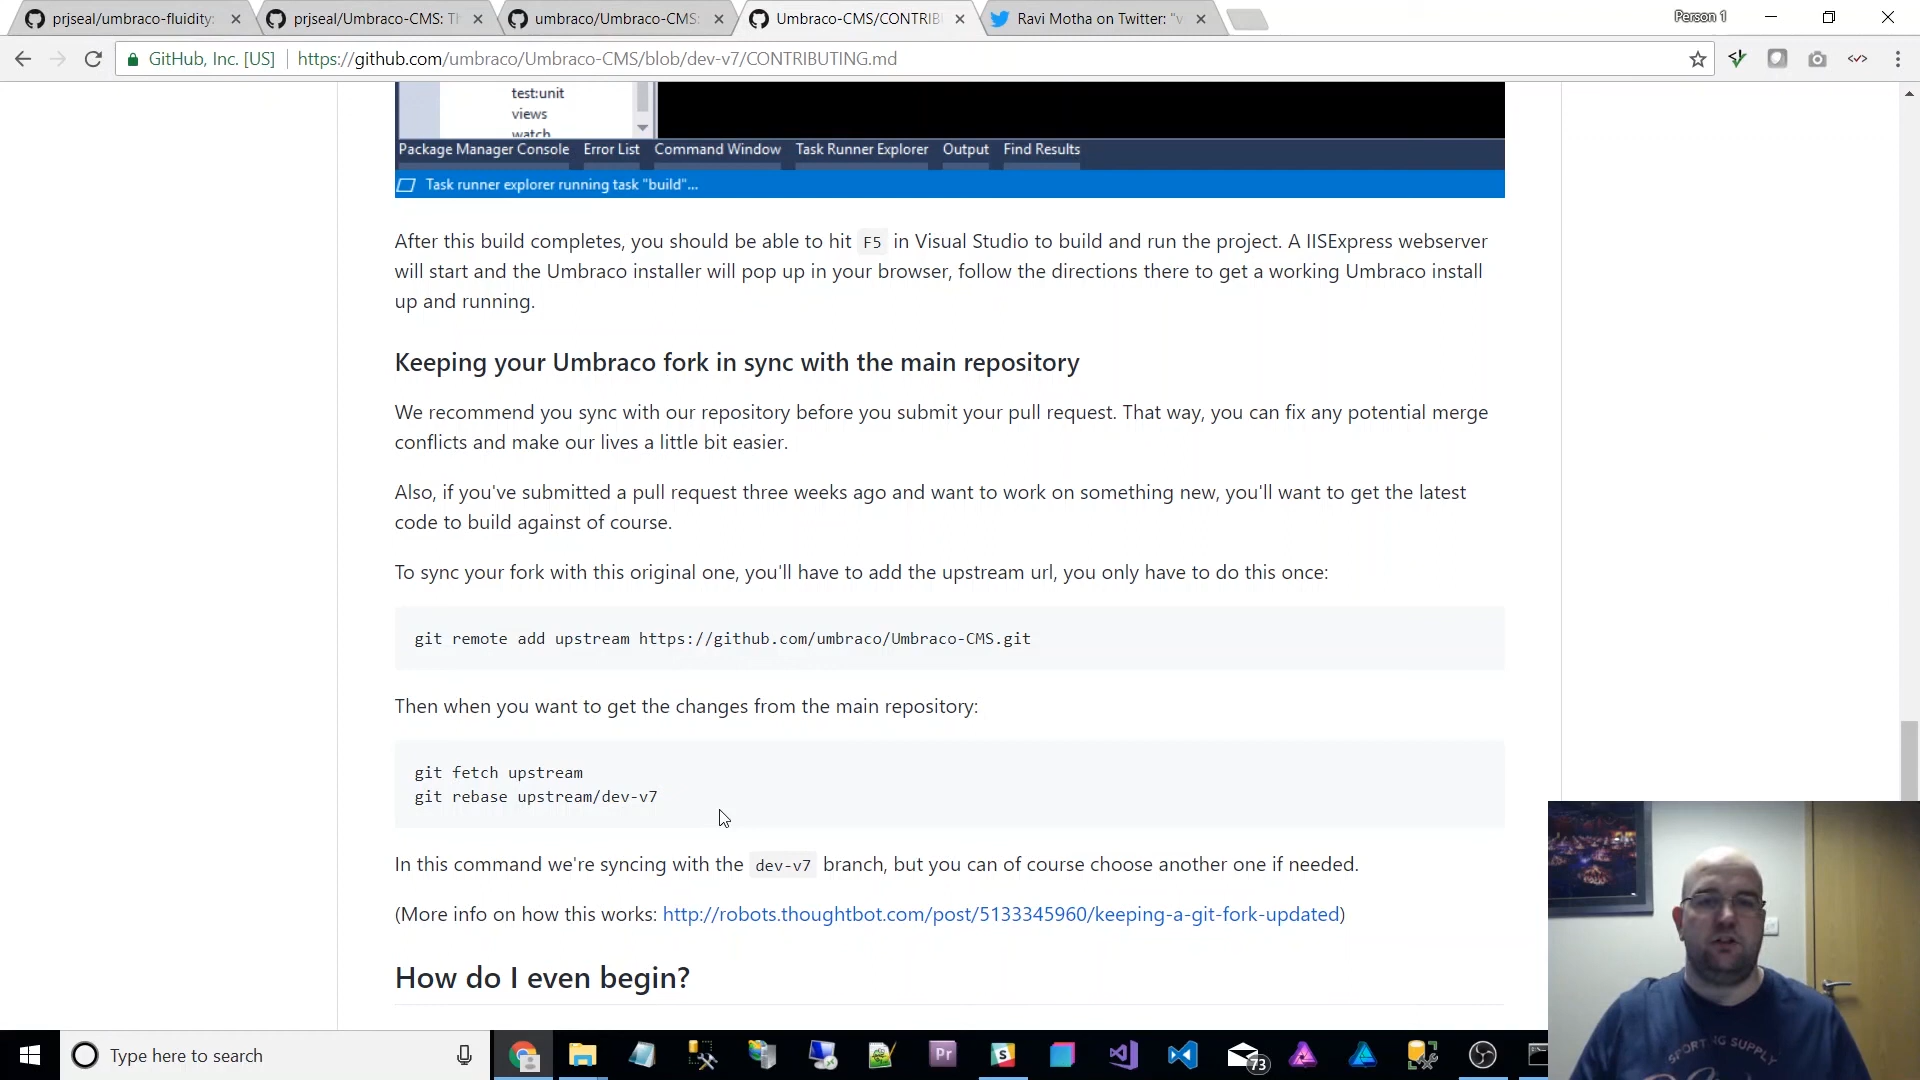 prjseal/umbraco-fluidity:
prjseal/Umbraco-CMS: Th
umbraco/Umbraco-CMS:
Umbraco-CMS/CONTRIB
Ravi Motha on Twitter: "v
Person 1
GitHub, Inc. [US]
https://github.com/umbraco/Umbraco-CMS/blob/dev-v7/CONTRIBUTING.md
test:unit
views
watch
Package Manager Console Error List Command Window Task Runner Explorer Output Find Results
Task runner explorer running task "build"...
After this build completes, you should be able to hit F5 in Visual Studio to build and run the project. A IISExpress webserver
will start and the Umbraco installer will pop up in your browser, follow the directions there to get a working Umbraco install
up and running.
Keeping your Umbraco fork in sync with the main repository
We recommend you sync with our repository before you submit your pull request. That way, you can fix any potential merge
conflicts and make our lives a little bit easier.
Also, if you've submitted a pull request three weeks ago and want to work on something new, you'll want to get the latest
code to build against of course.
To sync your fork with this original one, you'll have to add the upstream url, you only have to do this once:
git remote add upstream https://github.com/umbraco/Umbraco-CMS.git
Then when you want to get the changes from the main repository:
git fetch upstream
git rebase upstream/dev-v7
In this command we're syncing with the dev-v7 branch, but you can of course choose another one if needed.
(More info on how this works: http://robots.thoughtbot.com/post/5133345960/keeping-a-git-fork-updated)
How do I even begin?
Type here to search
Pr
S
73